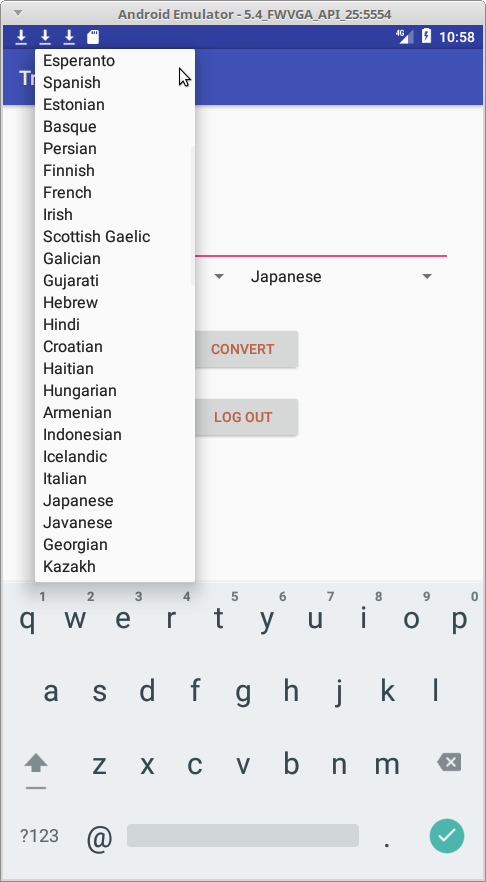 Android Emulator - 5.4_FWVGA_API_25:5554
4G 10:58
Tr
Esperanto
Spanish
Estonian
Basque
Persian
Finnish
French
Irish
Scottish Gaelic
Galician
Gujarati
Hebrew
Hindi
Croatian
Haitian
Hungarian
Armenian
Indonesian
Icelandic
Italian
Japanese
Javanese
Georgian
Kazakh
Japanese
CONVERT
LOG OUT
1 2 3 4 5 6 7 8 9 0
q w e r t y u i o p
a s d f g h j k l
z x c v b n m
?123 @ .